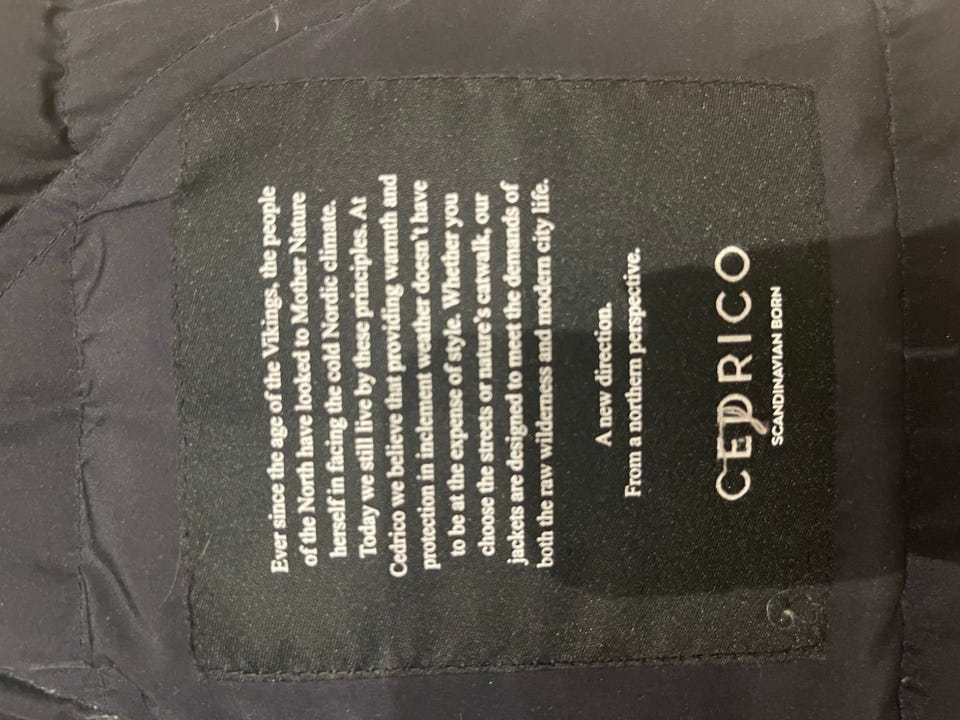 Ever since the age of the Vikings, the people
of the North have looked to Mother Nature
herself in facing the cold Nordic climate.
Today we still live by these principles. At
Cedrico we believe that providing warmth and
protection in inclement weather doesn't have
to be at the expense of style. Whether you
choose the streets or nature's catwalk, our
jackets are designed to meet the demands of
both the raw wilderness and modern city life.
A new direction.
From a northern perspective.
CEDRICO
SCANDINAVIAN BORN